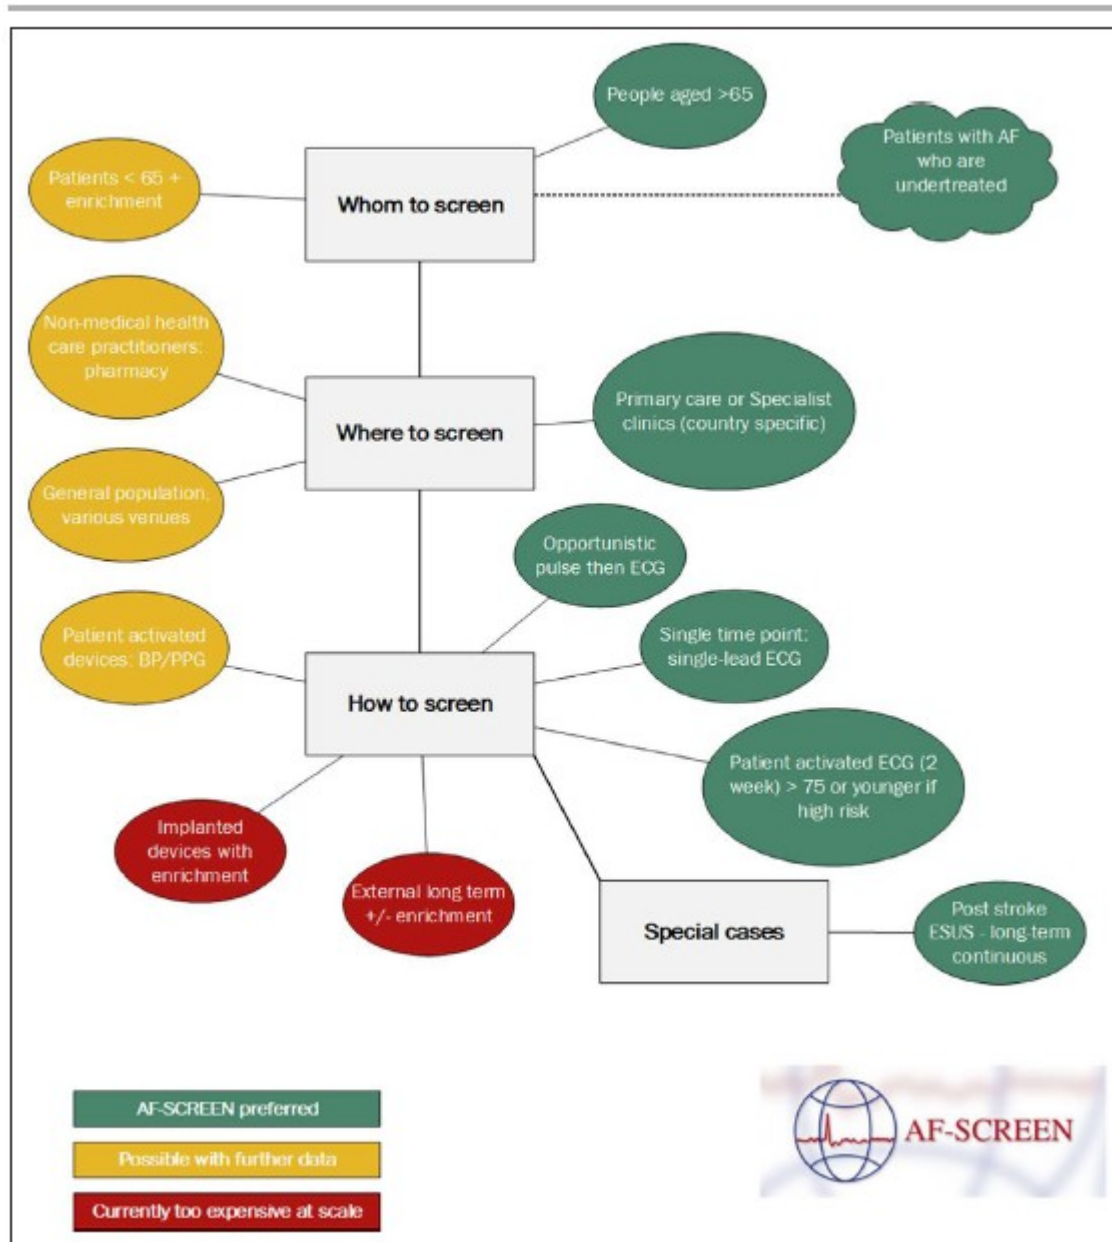 People aged >65
Patients with AF
who are
undertreated
Patients < 65 +
enrichment
Whom to screen
Non-medical health
care practitioners:
pharmacy
Primary care or Specialist
clinics (country specific)
Where to screen
General population,
various venues
Opportunistic
pulse then ECG
Patient activated
devices: BP/PPG
Single time point:
single-lead ECG
How to screen
Patient activated ECG (2
week) > 75 or younger if
high risk
Implanted
devices with
enrichment
External long term
+/- enrichment
Special cases
Post stroke
ESUS - long-term
continuous
AF-SCREEN preferred
Possible with further data
Currently too expensive at scale
AF-SCREEN